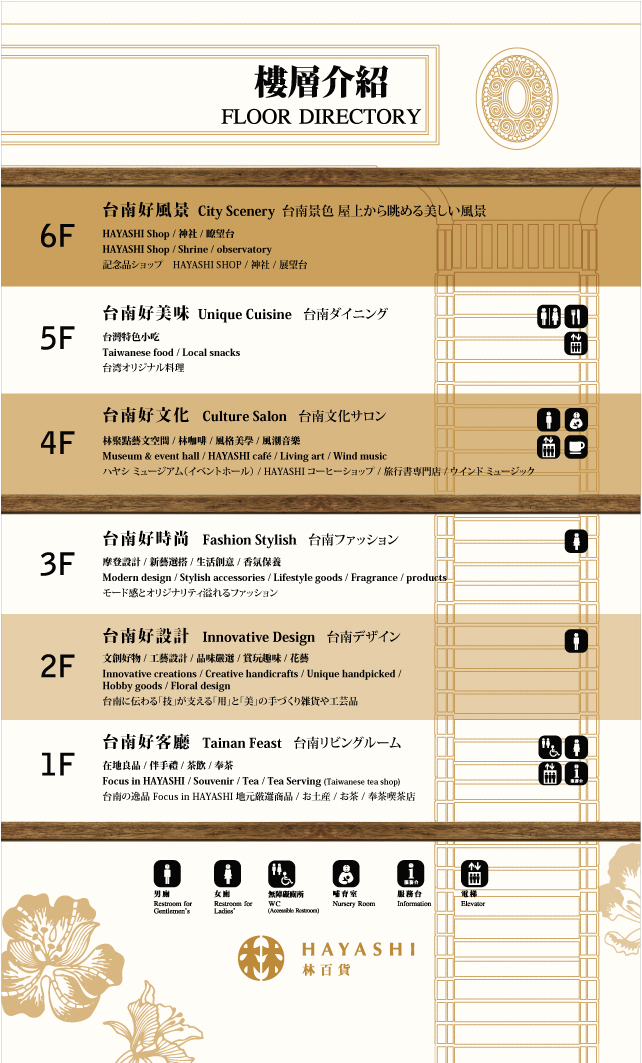 樓層介紹
FLOOR DIRECTORY
6F
台南好風景 City Scenery 台南景色 屋上から眺める美しい風景
HAYASHI Shop / 神社 / 瞭望台
HAYASHI Shop / Shrine / observatory
記念品ショップ HAYASHI SHOP / 神社 / 展望台
5F
台南好美味 Unique Cuisine 台南ダイニング
台灣特色小吃
Taiwanese food / Local snacks
台湾オリジナル料理
4F
台南好文化 Culture Salon 台南文化サロン
林聚點藝文空間 / 林咖啡 / 風格美學 / 風潮音樂
Museum & event hall / HAYASHI café / Living art / Wind music
ハヤシ ミュージアム（イベントホール） / HAYASHI コーヒーショップ / 旅行書専門店 / ウインド ミュージック
3F
台南好時尚 Fashion Stylish 台南ファッション
摩登設計 / 新藝選搭 / 生活創意 / 香氛保養
Modern design / Stylish accessories / Lifestyle goods / Fragrance / products
モード感とオリジナリティ溢れるファッション
2F
台南好設計 Innovative Design 台南デザイン
文創好物 / 工藝設計 / 品味嚴選 / 賞玩趣味 / 花藝
Innovative creations / Creative handicrafts / Unique handpicked /
Hobby goods / Floral design
台南に伝わる「技」が支える「用」と「美」の手づくり雑貨や工芸品
1F
台南好客廳 Tainan Feast 台南リビングルーム
在地良品 / 伴手禮 / 茶飲 / 奉茶
Focus in HAYASHI / Souvenir / Tea / Tea Serving (Taiwanese tea shop)
台南の逸品 Focus in HAYASHI 地元厳選商品 / お土産 / お茶 / 奉茶喫茶店
服務台
服務台
男廁
Restroom for
Gentlemen's
女廁
Restroom for
Ladies'
無障礙廁所
WC
(Accessible Restroom)
哺育室
Nursery Room
服務台
Information
電梯
Elevator
HAYASHI
林百貨